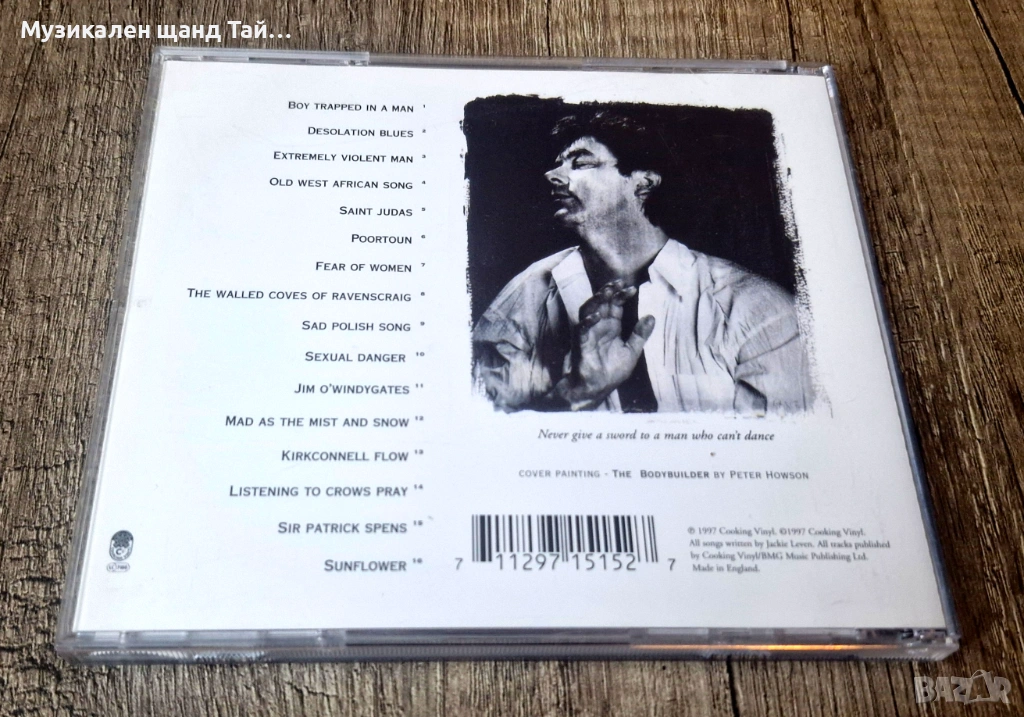 Музикален щанд Тай...
BOY TRAPPED IN A MAN 1
DESOLATION BLUES 2
EXTREMELY VIOLENT MAN 3
OLD WEST AFRICAN SONG 4
SAINT JUDAS 5
POORTOUN 6
FEAR OF WOMEN 7
THE WALLED COVES OF RAVENSCRAIG 8
SAD POLISH SONG 9
SEXUAL DANGER 10
JIM O'WINDYGATES 11
MAD AS THE MIST AND SNOW 12
KIRKCONNELL FLOW 13
LISTENING TO CROWS PRAY 14
SIR PATRICK SPENS 15
SUNFLOWER 16
Never give a sword to a man who can't dance
COVER PAINTING - THE BODYBUILDER BY PETER HOWSON
7 11297 15152 7
℗ 1997 Cooking Vinyl. ©1997 Cooking Vinyl.
All songs written by Jackie Leven. All tracks published
by Cooking Vinyl/BMG Music Publishing Ltd.
Made in England.
BAZAR